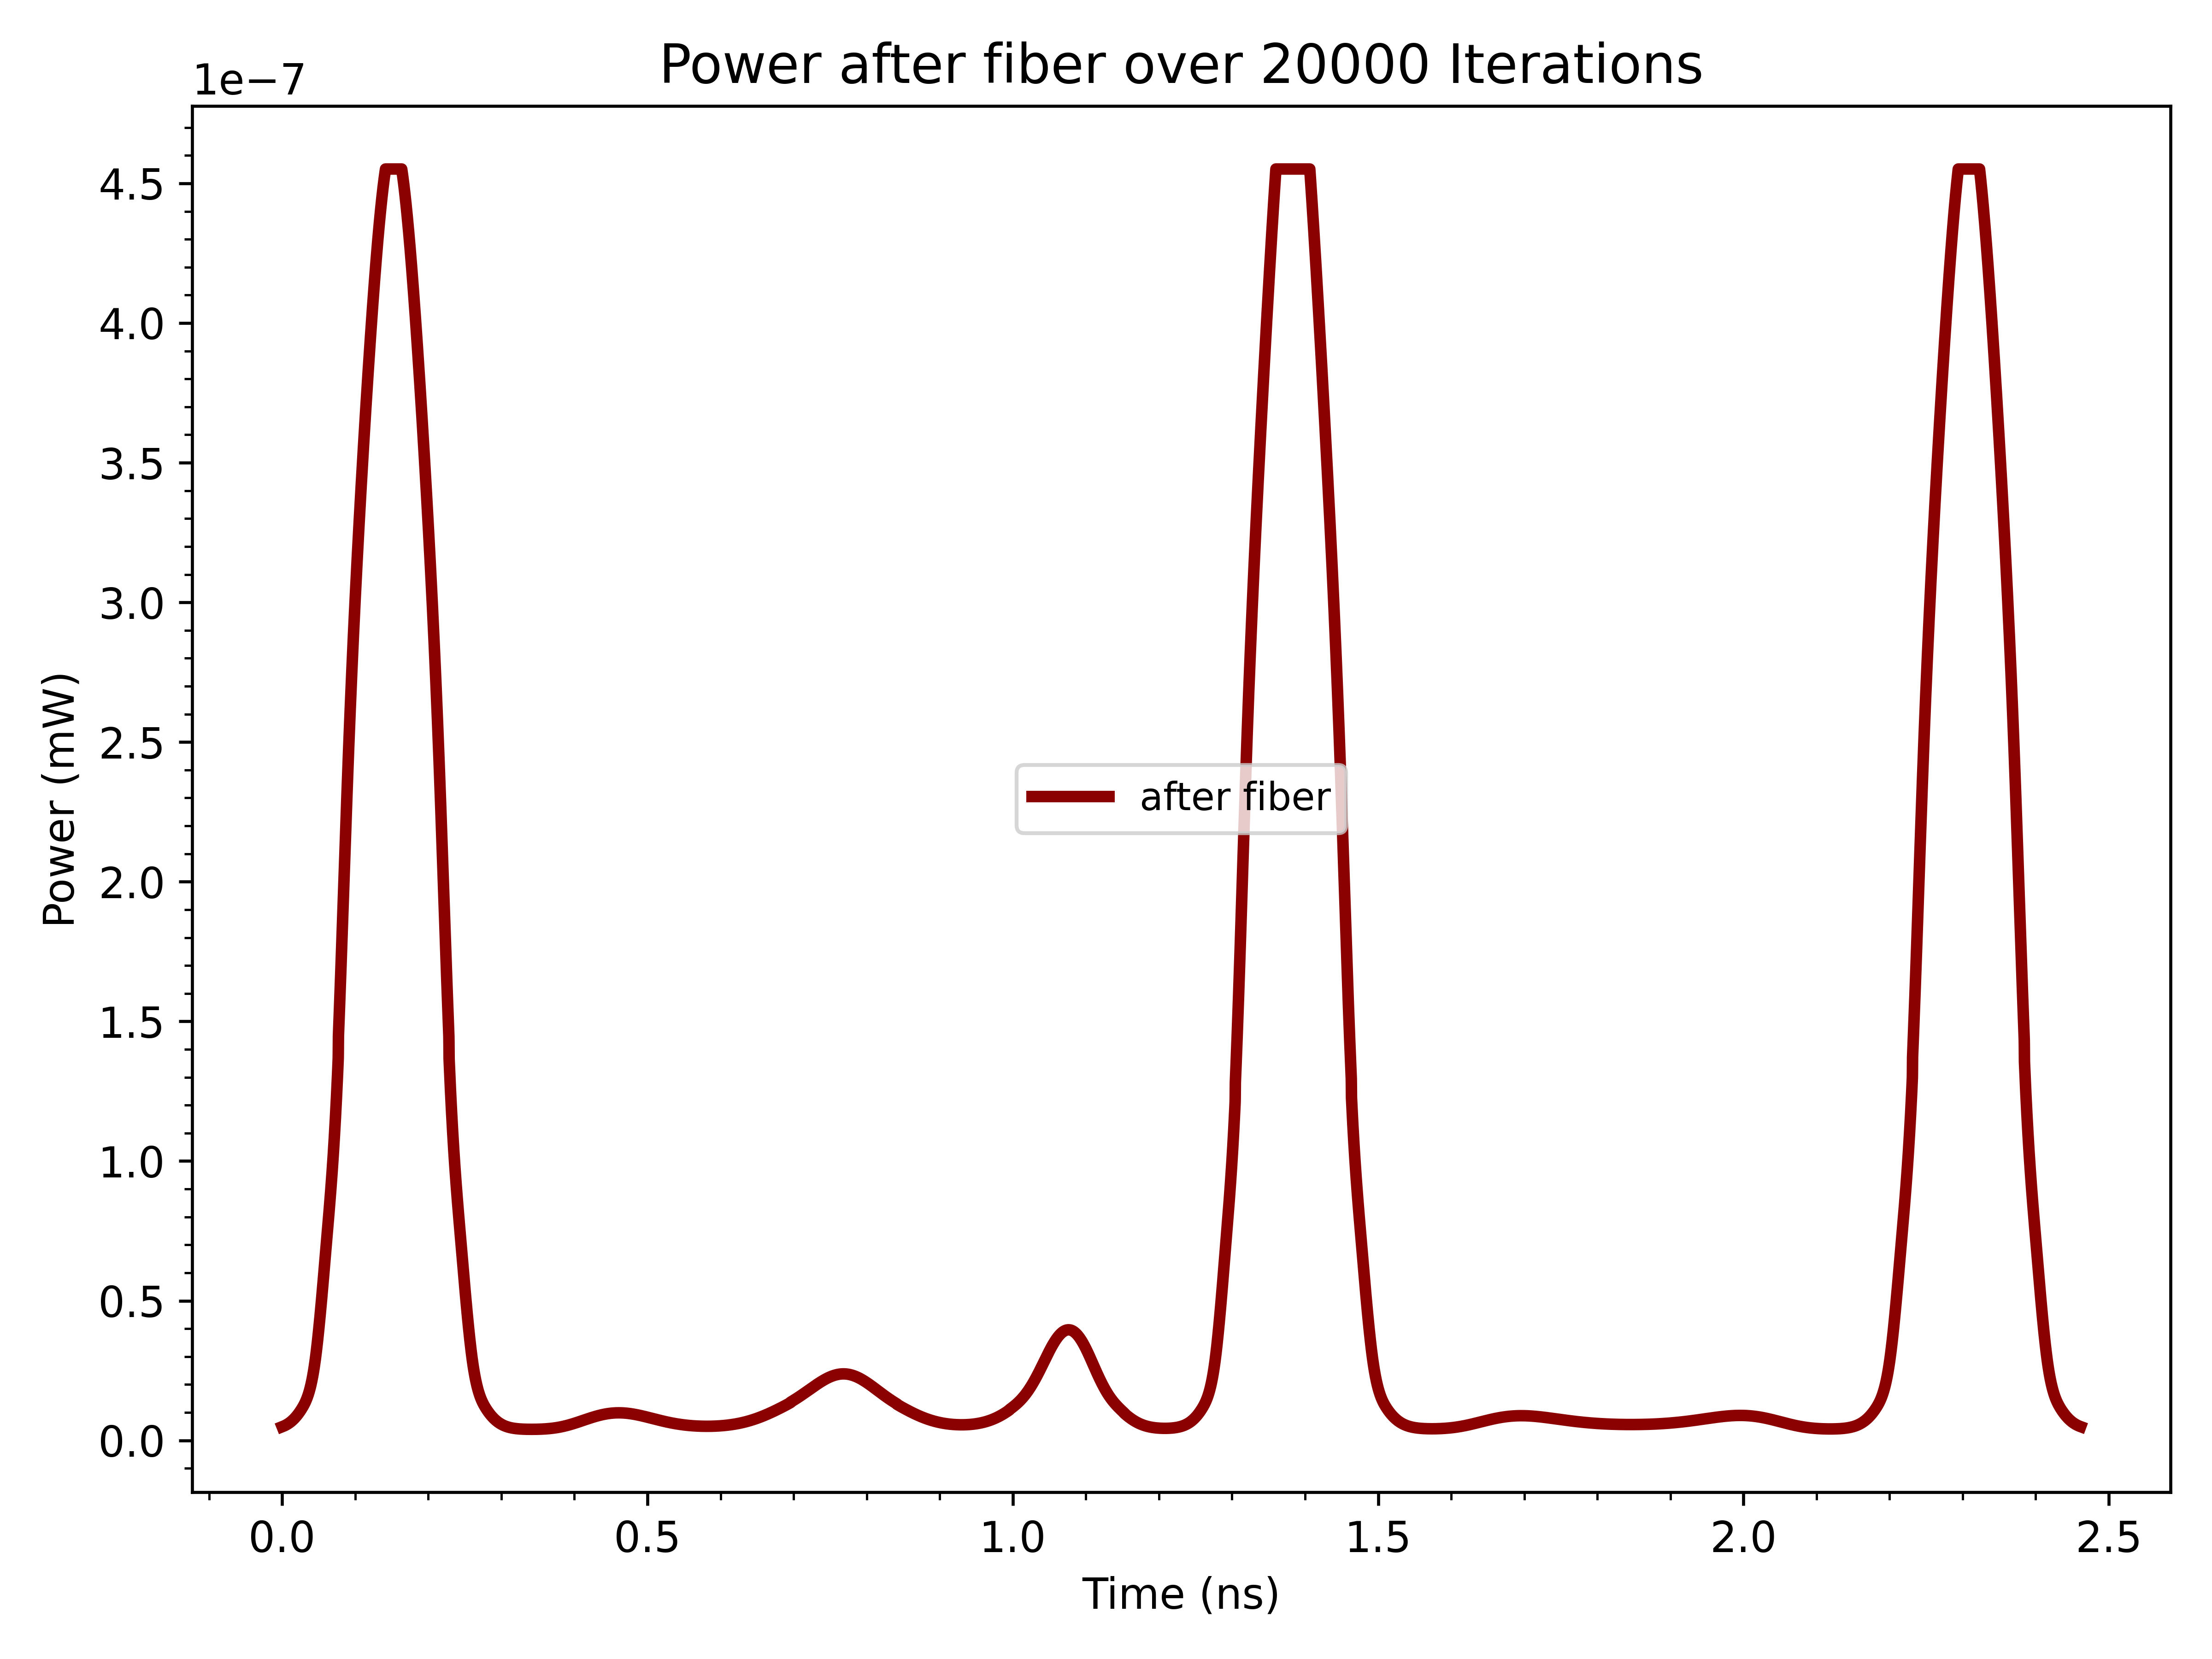 Power after fiber over 20000 Iterations
1e−7
4.5
4.0
3.5
3.0
2.5
2.0
1.5
1.0
0.5
0.0
Power (mW)
after fiber
0.0 0.5 1.0 1.5 2.0 2.5
Time (ns)